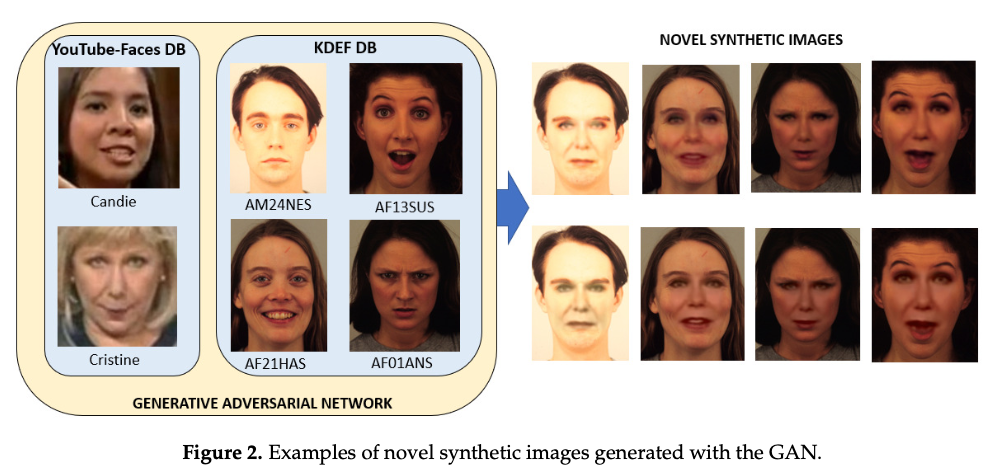 YouTube-Faces DB
KDEF DB
NOVEL SYNTHETIC IMAGES
Candie
AM24NES
AF13SUS
Cristine
AF21HAS
AF01ANS
GENERATIVE ADVERSARIAL NETWORK
Figure 2. Examples of novel synthetic images generated with the GAN.